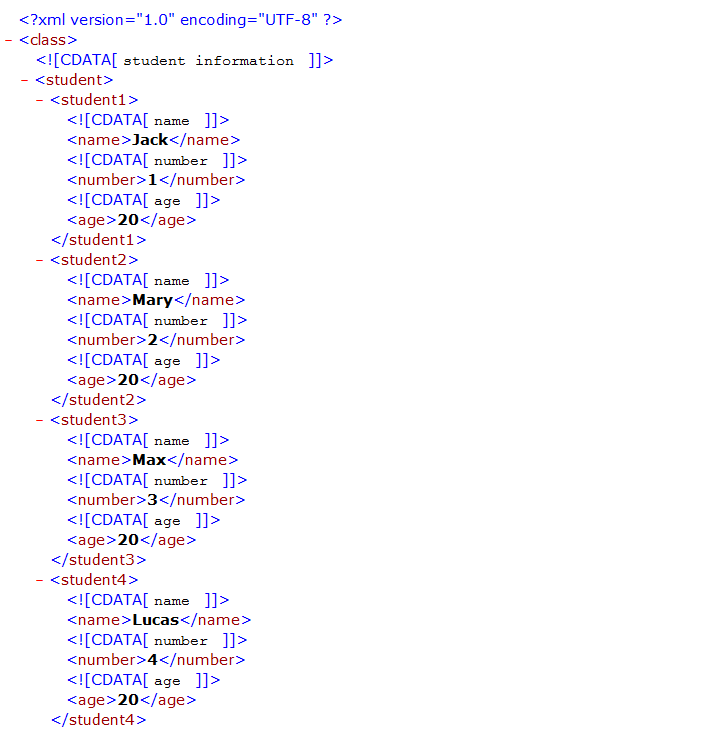 <?xml version="1.0" encoding="UTF-8" ?>
- <class>
<![CDATA[ student information ]]>
- <student>
- <student1>
<![CDATA[ name ]]>
<name>Jack</name>
<![CDATA[ number ]]>
<number>1</number>
<![CDATA[ age ]]>
<age>20</age>
</student1>
- <student2>
<![CDATA[ name ]]>
<name>Mary</name>
<![CDATA[ number ]]>
<number>2</number>
<![CDATA[ age ]]>
<age>20</age>
</student2>
- <student3>
<![CDATA[ name ]]>
<name>Max</name>
<![CDATA[ number ]]>
<number>3</number>
<![CDATA[ age ]]>
<age>20</age>
</student3>
- <student4>
<![CDATA[ name ]]>
<name>Lucas</name>
<![CDATA[ number ]]>
<number>4</number>
<![CDATA[ age ]]>
<age>20</age>
</student4>